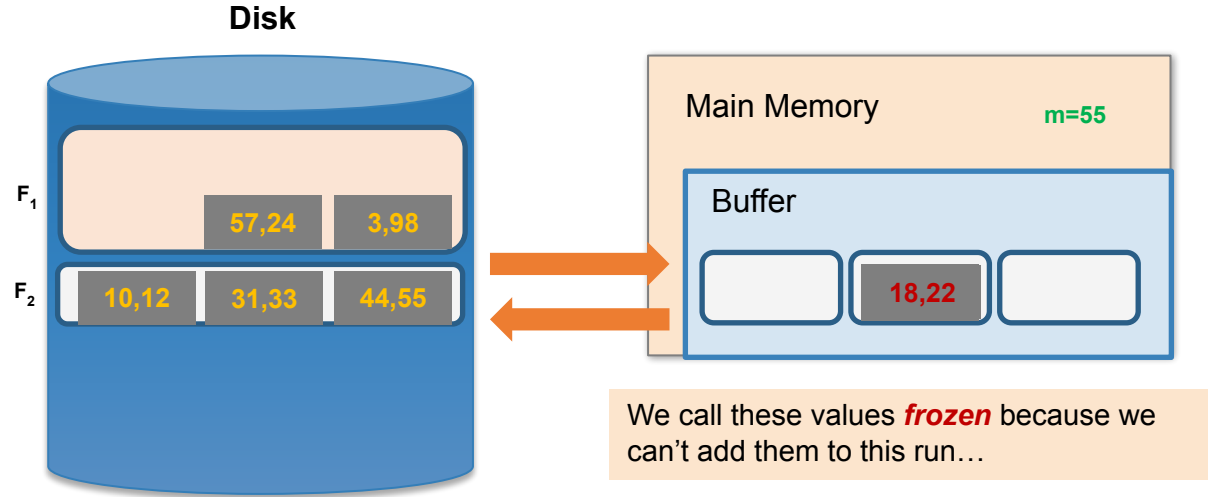 Disk
Main Memory
m=55
F1
57,24
3,98
Buffer
F2
10,12
31,33
44,55
18,22
We call these values frozen because we
can't add them to this run…